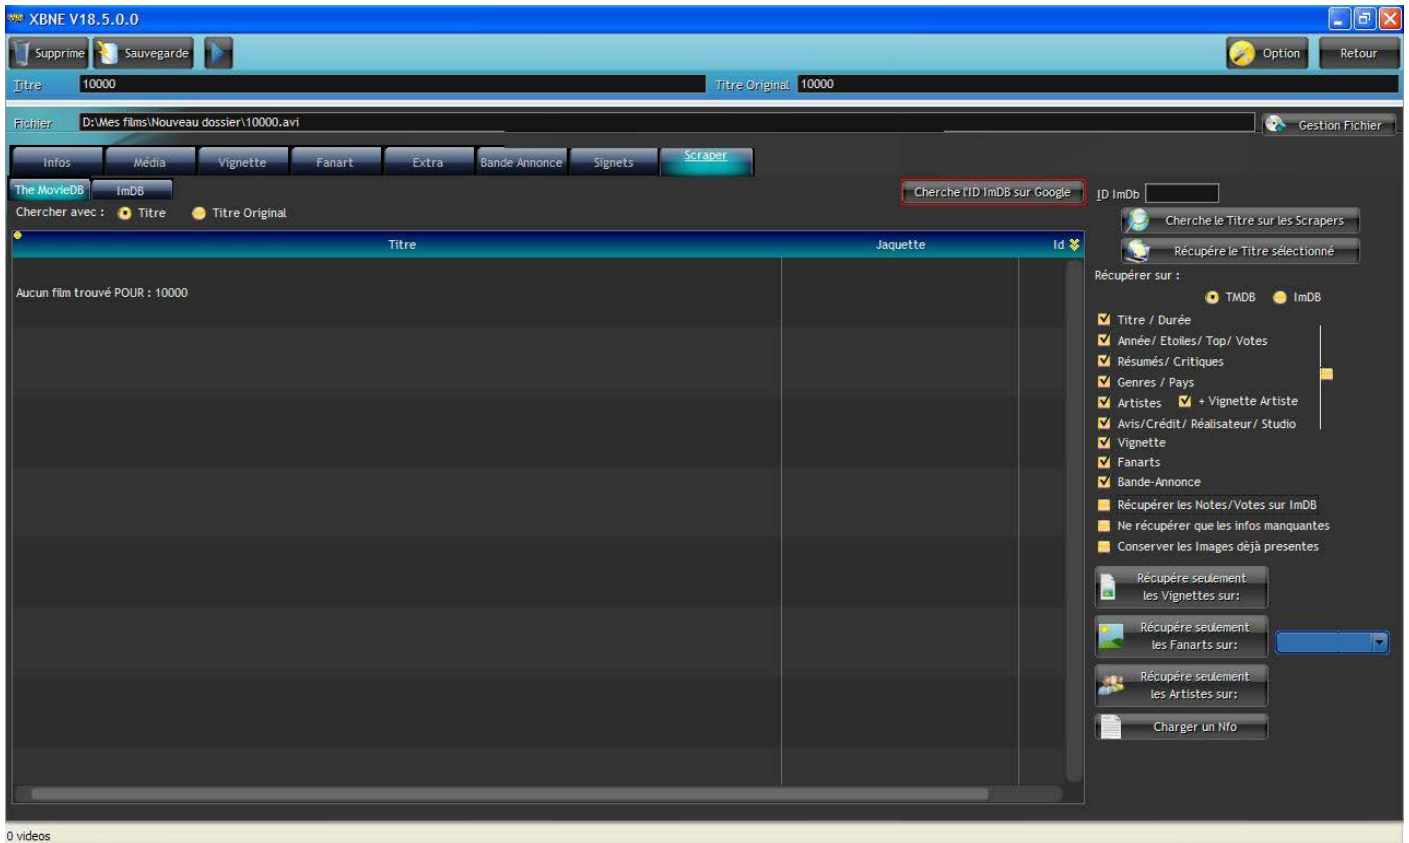 XBNE V18.5.0.0
Supprime Sauvegarde Option Retour
Titre 10000 Titre Original 10000
Fichier D:\Mes films\Nouveau dossier\10000.avi Gestion Fichier
Infos Média Vignette Fanart Extra Bande Annonce Signets Scraper
The MovieDB ImDB Cherche l'ID ImDB sur Google ID ImDb
Chercher avec : Titre Titre Original Cherche le Titre sur les Scrapers
Titre Jaquette Id
Récupére le Titre sélectionné
Récupérer sur :
Aucun film trouvé POUR : 10000
TMDB ImDB
Titre / Durée
Année/ Etoiles/ Top/ Votes
Résumés/ Critiques
Genres / Pays
Artistes + Vignette Artiste
Avis/Crédit/ Réalisateur/ Studio
Vignette
Fanarts
Bande-Annonce
Récupérer les Notes/Votes sur ImDB
Ne récupérer que les infos manquantes
Conserver les Images dèjà presentes
Récupére seulement
les Vignettes sur:
Récupére seulement
les Fanarts sur:
Récupére seulement
les Artistes sur:
Charger un Nfo
0 videos